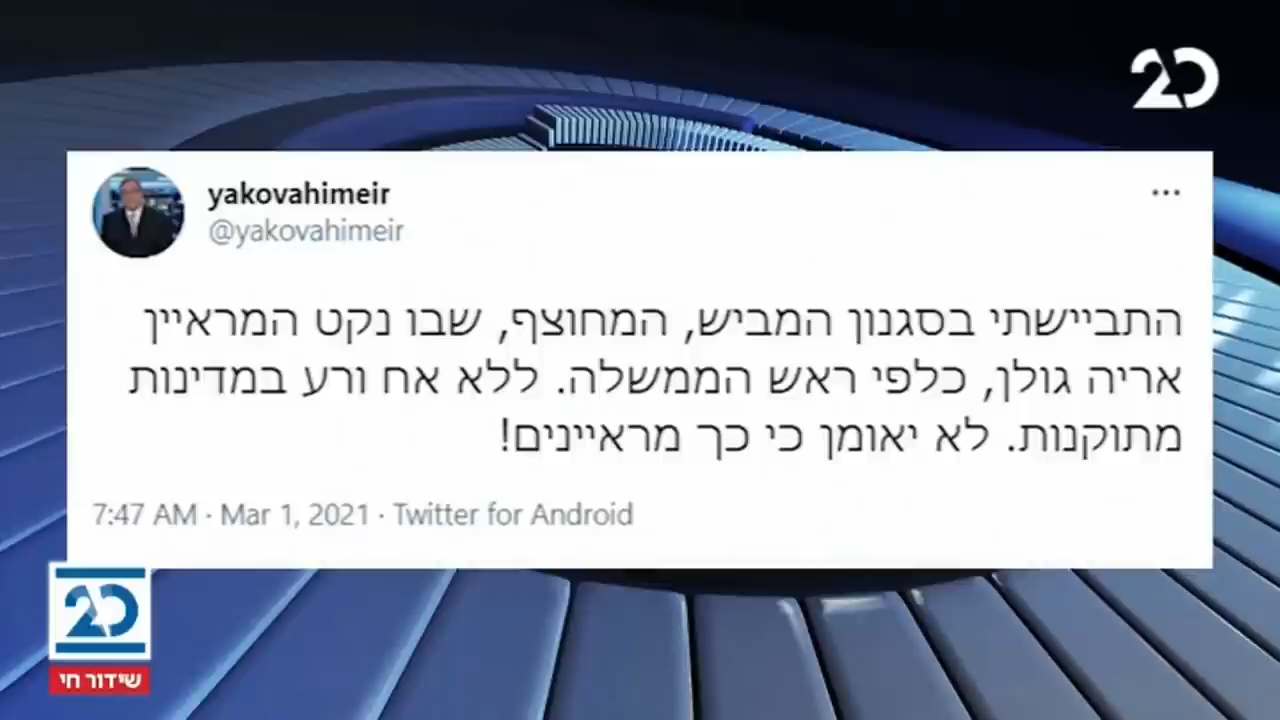 20
yakovahimeir
@yakovahimeir
התביישתי בסגנון המביש, המחוצף, שבו נקט המראיין
אריה גולן, כלפי ראש הממשלה. ללא אח ורע במדינות
מתוקנות. לא יאומן כי כך מראיינים!
7:47 AM · Mar 1, 2021 · Twitter for Android
20
שידור חי